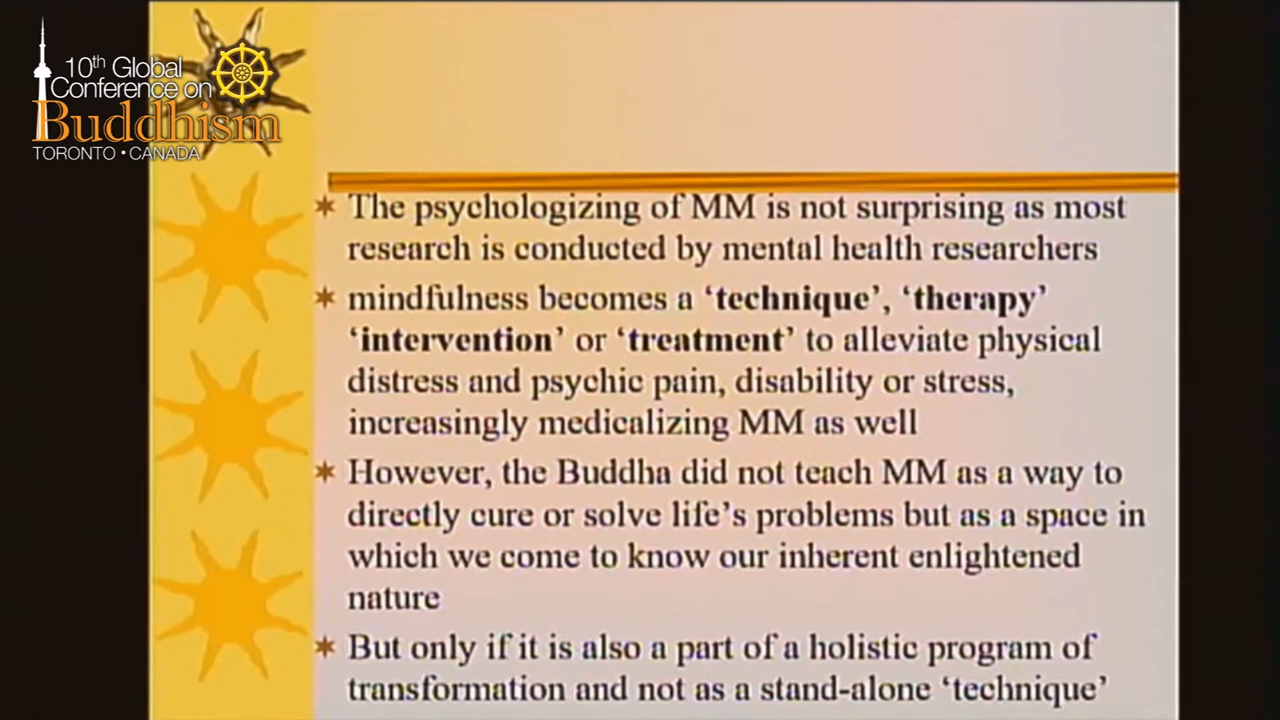 10th Global
Conference on
Buddhism
TORONTO • CANADA
The psychologizing of MM is not surprising as most
research is conducted by mental health researchers
mindfulness becomes a ‘technique’, ‘therapy’
‘intervention’ or ‘treatment’ to alleviate physical
distress and psychic pain, disability or stress,
increasingly medicalizing MM as well
However, the Buddha did not teach MM as a way to
directly cure or solve life’s problems but as a space in
which we come to know our inherent enlightened
nature
But only if it is also a part of a holistic program of
transformation and not as a stand-alone ‘technique’